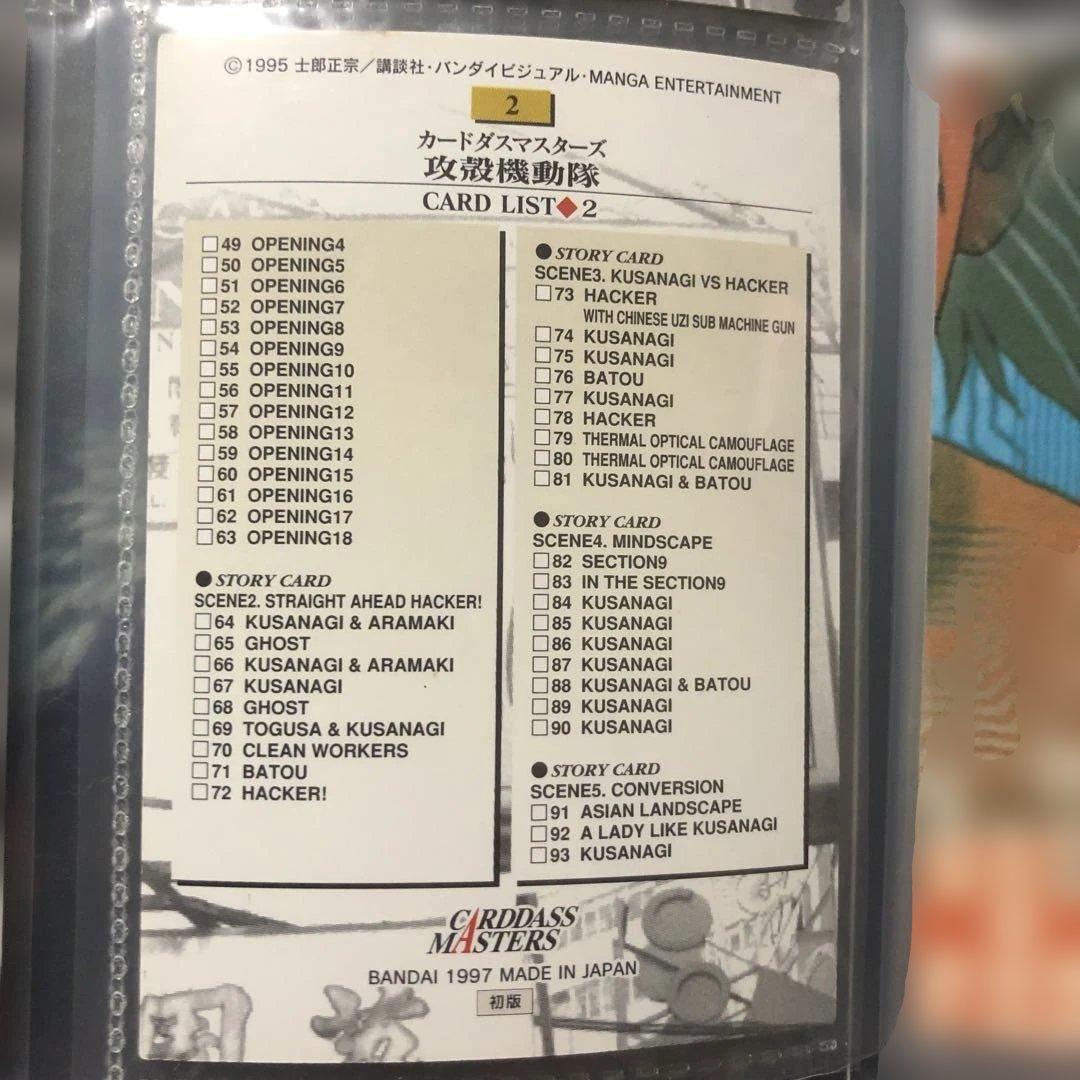 ©1995 士郎正宗／講談社・バンダイビジュアル・MANGA ENTERTAINMENT
2
カードダスマスターズ
攻殻機動隊
CARD LIST◆2
□49 OPENING4
□50 OPENING5
□51 OPENING6
□52 OPENING7
□53 OPENING8
□54 OPENING9
□55 OPENING10
□56 OPENING11
□57 OPENING12
□58 OPENING13
□59 OPENING14
□60 OPENING15
□61 OPENING16
□62 OPENING17
□63 OPENING18
●STORY CARD
SCENE2. STRAIGHT AHEAD HACKER!
□64 KUSANAGI & ARAMAKI
□65 GHOST
□66 KUSANAGI & ARAMAKI
□67 KUSANAGI
□68 GHOST
□69 TOGUSA & KUSANAGI
□70 CLEAN WORKERS
□71 BATOU
□72 HACKER!
●STORY CARD
SCENE3. KUSANAGI VS HACKER
□73 HACKER
WITH CHINESE UZI SUB MACHINE GUN
□74 KUSANAGI
□75 KUSANAGI
□76 BATOU
□77 KUSANAGI
□78 HACKER
□79 THERMAL OPTICAL CAMOUFLAGE
□80 THERMAL OPTICAL CAMOUFLAGE
□81 KUSANAGI & BATOU
●STORY CARD
SCENE4. MINDSCAPE
□82 SECTION9
□83 IN THE SECTION9
□84 KUSANAGI
□85 KUSANAGI
□86 KUSANAGI
□87 KUSANAGI
□88 KUSANAGI & BATOU
□89 KUSANAGI
□90 KUSANAGI
●STORY CARD
SCENE5. CONVERSION
□91 ASIAN LANDSCAPE
□92 A LADY LIKE KUSANAGI
□93 KUSANAGI
CARDDASS
MASTERS
BANDAI 1997 MADE IN JAPAN
初版